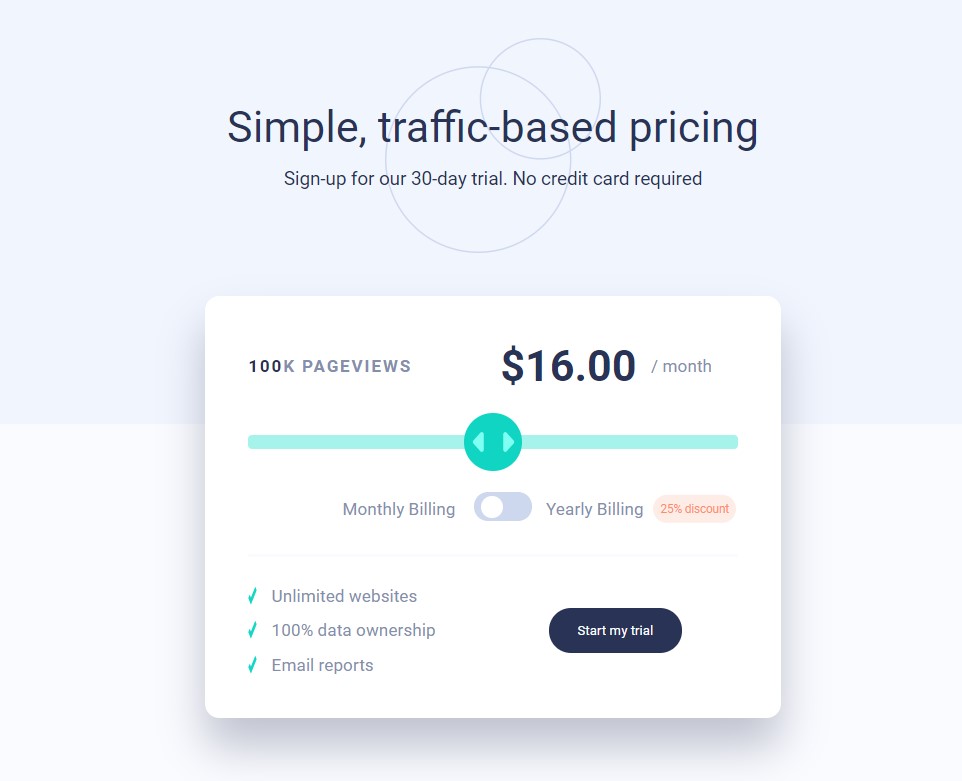 Simple, traffic-based pricing
Sign-up for our 30-day trial. No credit card required
100K PAGEVIEWS $16.00 / month
Monthly Billing Yearly Billing 25% discount
Unlimited websites
100% data ownership
Email reports
Start my trial